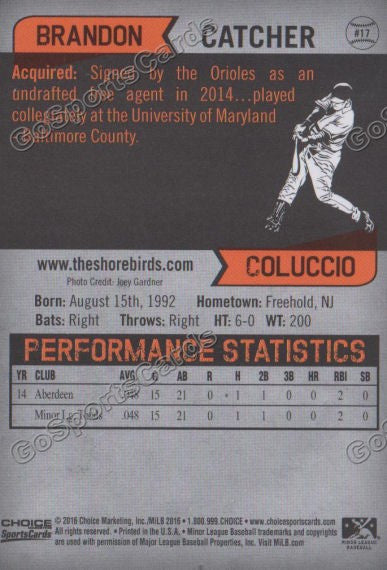 BRANDON
CATCHER
#17
Acquired: Signed by the Orioles as an
undrafted free agent in 2014...played
collegiately at the University of Maryland
- Baltimore County.
www.theshorebirds.com
Photo Credit: Joey Gardner
COLUCCIO
Born: August 15th, 1992 Hometown: Freehold, NJ
Bats: Right Throws: Right HT: 6-0 WT: 200
PERFORMANCE STATISTICS
YR CLUB AVG G AB R H 2B 3B HR RBI SB
14 Aberdeen .048 15 21 0 1 1 0 0 2 0
Minor Lg. Totals .048 15 21 0 1 1 0 0 2 0
CHOICE
SportsCards
© 2016 Choice Marketing, Inc./MiLB 2016 • 1.800.999.CHOICE • www.choicesportscards.com
All rights reserved. • Printed in the U.S.A. • Minor League Baseball trademarks and copyrights
are used with permission of Major League Baseball Properties, Inc. Visit MiLB.com
MINOR LEAGUE
BASEBALL
GoSportsCards
GoSportsCards
GoSportsCards
GoSportsCards